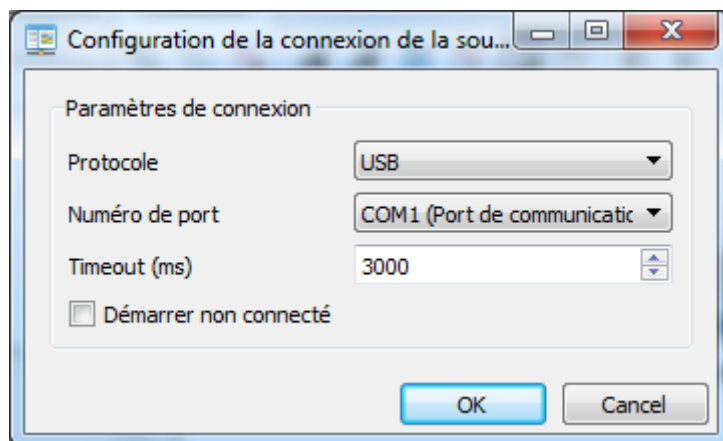 Configuration de la connexion de la sou...
Paramètres de connexion
Protocole USB
Numéro de port COM1 (Port de communicatic
Timeout (ms) 3000
Démarrer non connecté
OK Cancel